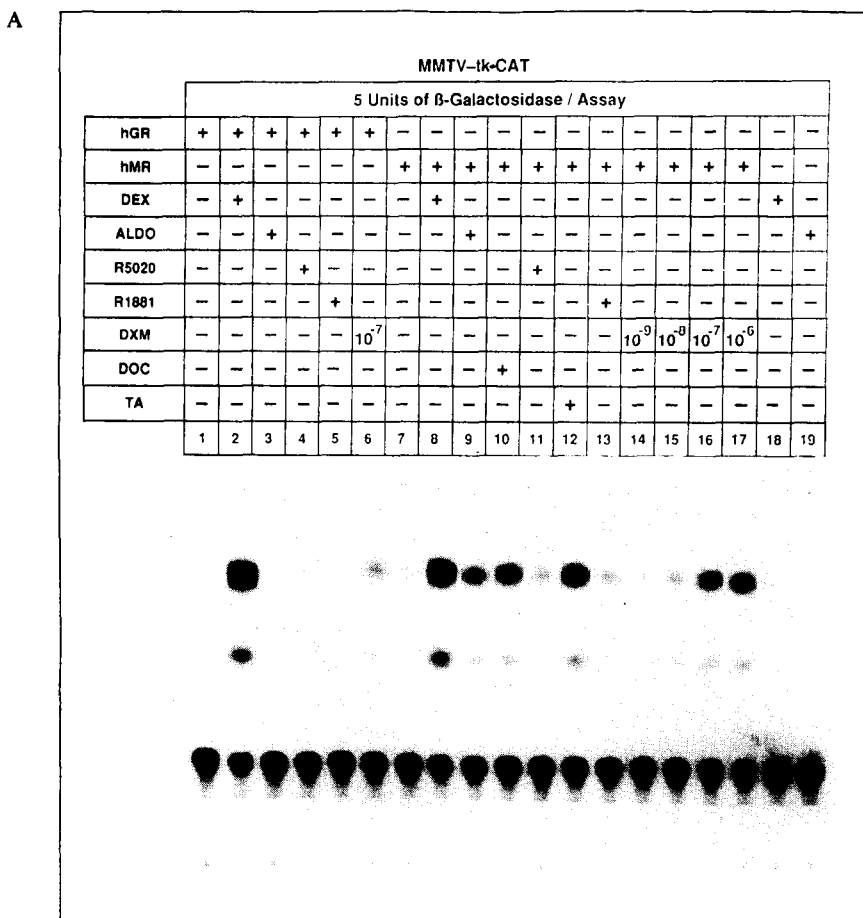 A
MMTV–tk-CAT
5 Units of ß-Galactosidase / Assay
hGR + + + + + + – – – – – – – – – – – – –
hMR – – – – – – + + + + + + + + + + + – –
DEX – + – – – – – + – – – – – – – – – + –
ALDO – – + – – – – – + – – – – – – – – – +
R5020 – – – + – – – – – – + – – – – – – – –
R1881 – – – – + – – – – – – – + – – – – – –
DXM – – – – – 10⁻⁷ – – – – – – – 10⁻⁹ 10⁻⁸ 10⁻⁷ 10⁻⁶ – –
DOC – – – – – – – – – + – – – – – – – – –
TA – – – – – – – – – – – + – – – – – – –
1 2 3 4 5 6 7 8 9 10 11 12 13 14 15 16 17 18 19